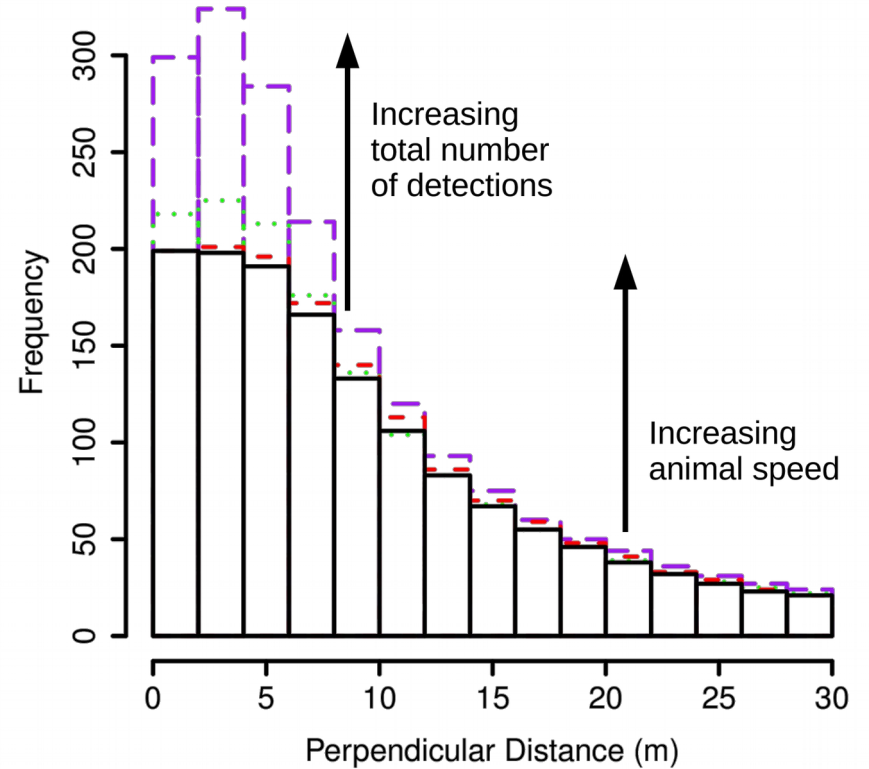 300
250
200
150
100
50
0
Frequency
Increasing
total number
of detections
Increasing
animal speed
0 5 10 15 20 25 30
Perpendicular Distance (m)